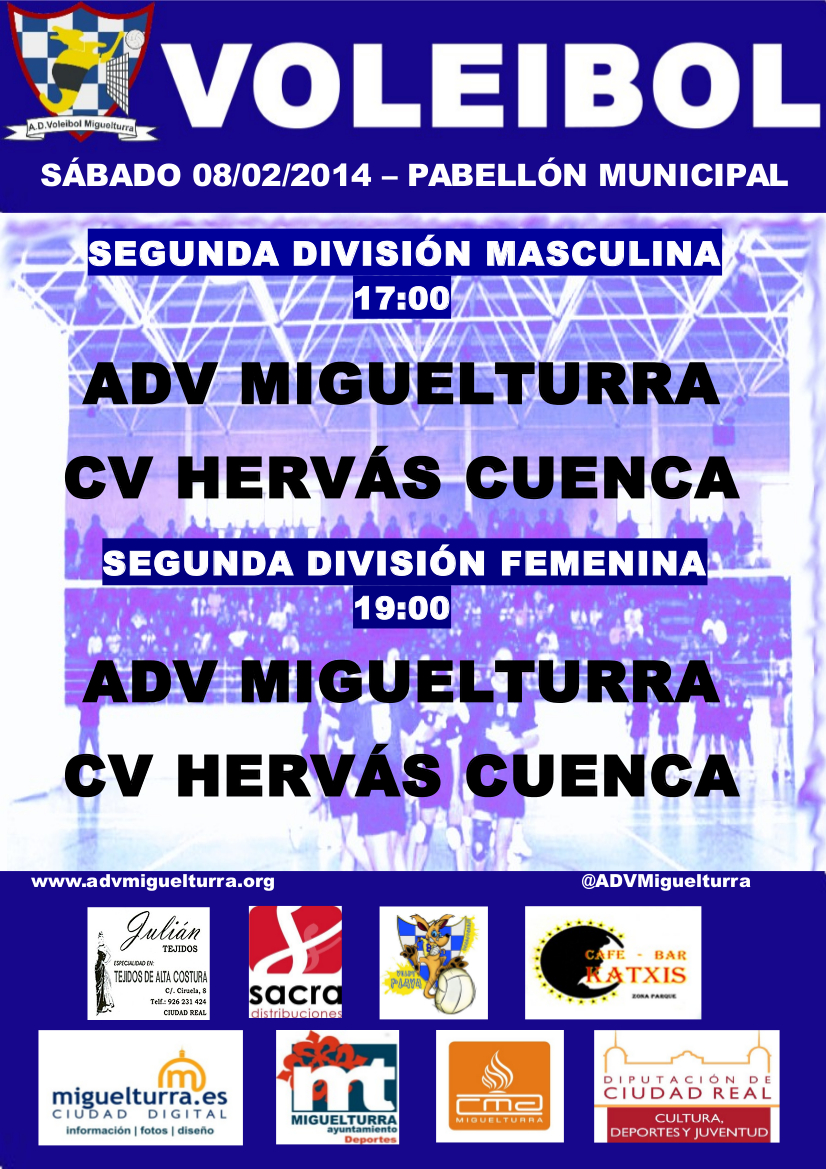 VOLEIBOL
A.D.Voleibol Miguelturra
SÁBADO 08/02/2014 – PABELLÓN MUNICIPAL
SEGUNDA DIVISIÓN MASCULINA
17:00
ADV MIGUELTURRA
CV HERVÁS CUENCA
SEGUNDA DIVISIÓN FEMENINA
19:00
ADV MIGUELTURRA
CV HERVÁS CUENCA
www.advmiguelturra.org
@ADVMiguelturra
Julián
TEJIDOS
ESPECIALIDAD EN:
TEJIDOS DE ALTA COSTURA
C/. Ciruela, 8
Telf.: 926 231 424
CIUDAD REAL
sacra
distribuciones
PLAYA
CAFE - BAR
KATXIS
ZONA PARQUE
miguelturra.es
CIUDAD DIGITAL
información | fotos | diseño
mt
MIGUELTURRA
ayuntamiento
Deportes
cma
MIGUELTURRA
DIPUTACIÓN DE
CIUDAD REAL
CULTURA,
DEPORTES Y JUVENTUD